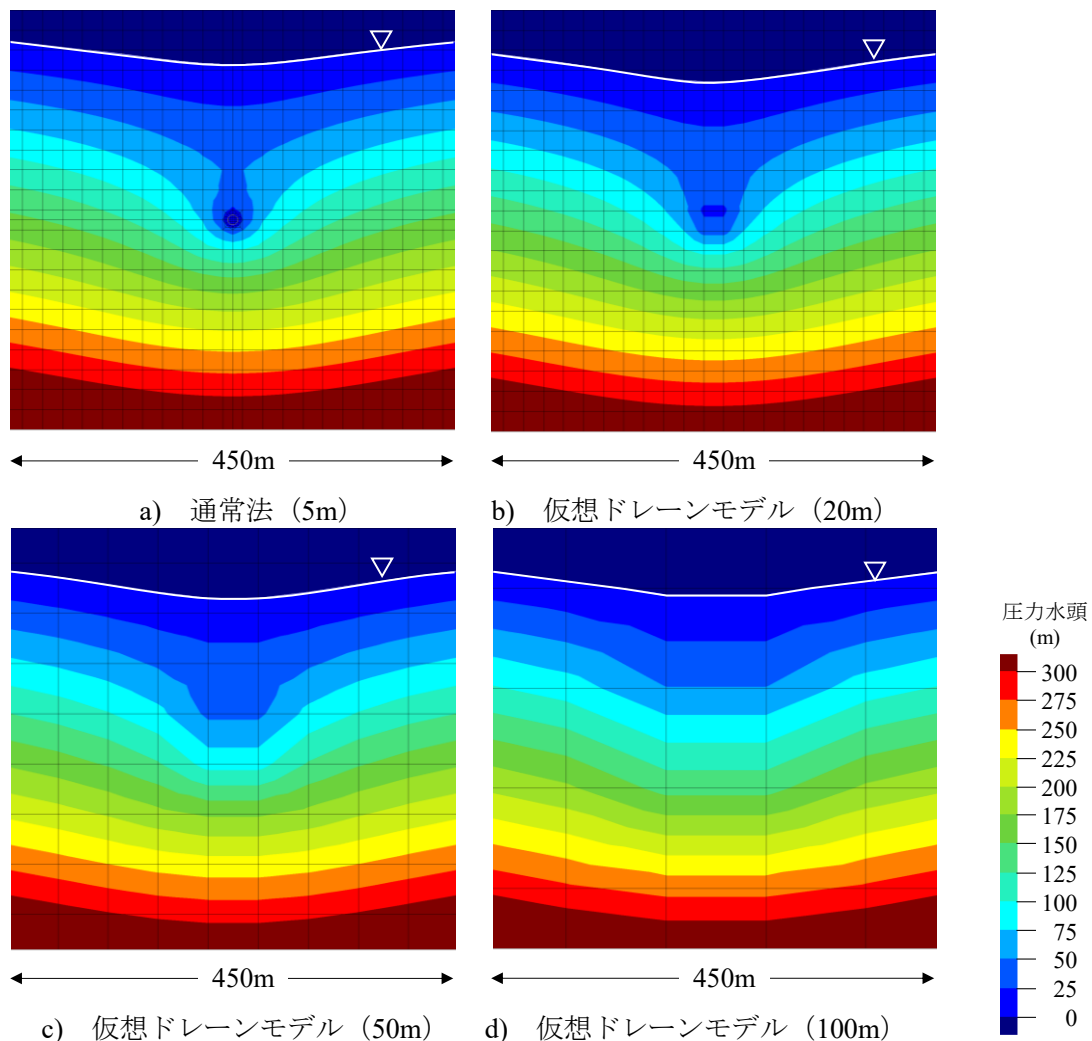 450m
450m
a) 通常法（5m）
b) 仮想ドレーンモデル（20m）
圧力水頭
(m)
300
275
250
225
200
175
150
125
100
75
50
25
0
450m
450m
c) 仮想ドレーンモデル（50m）
d) 仮想ドレーンモデル（100m）